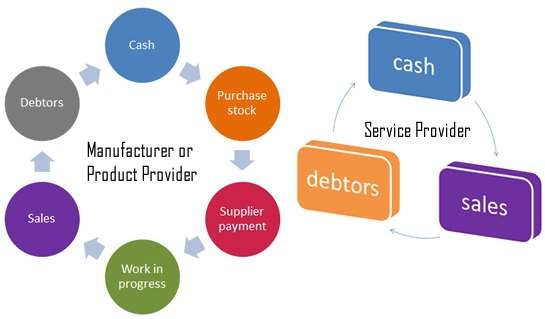 Cash
Purchase
stock
Supplier
payment
Work in
progress
Sales
Debtors
Manufacturer or
Product Provider
cash
sales
debtors
Service Provider